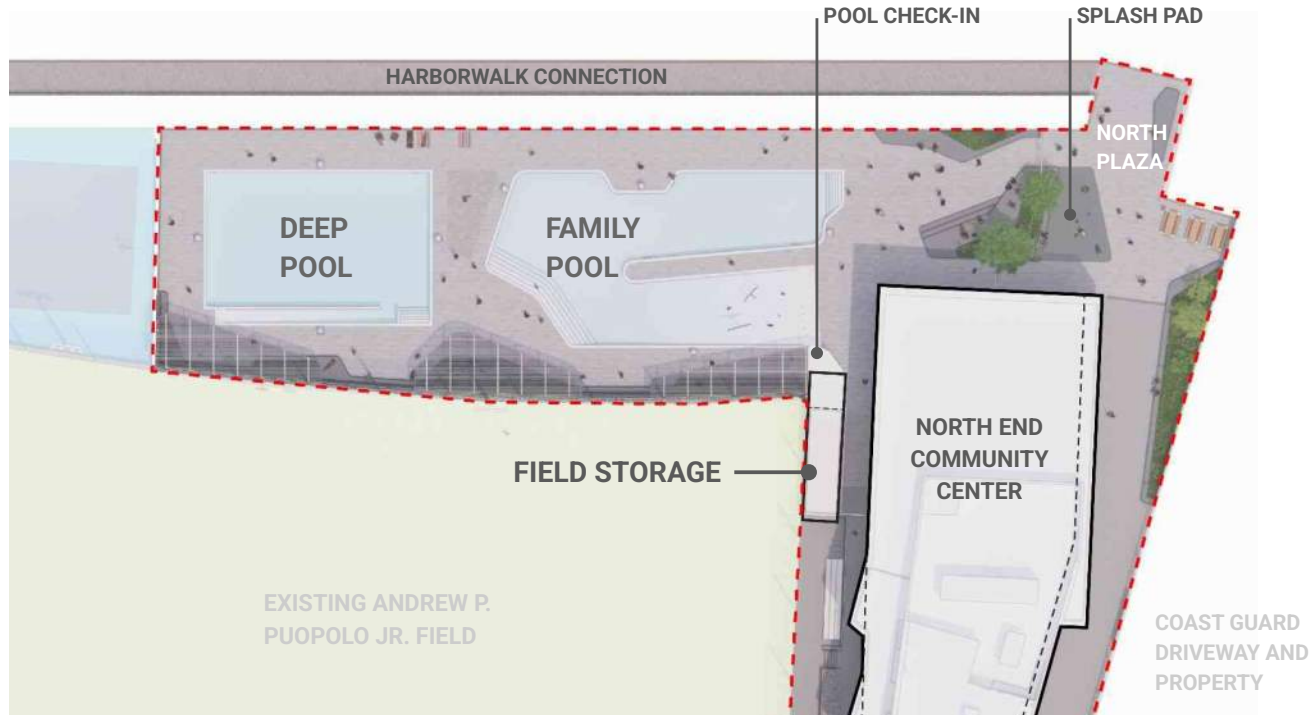 POOL CHECK-IN
SPLASH PAD
HARBORWALK CONNECTION
NORTH
PLAZA
DEEP
POOL
FAMILY
POOL
NORTH END
COMMUNITY
CENTER
FIELD STORAGE
EXISTING ANDREW P.
PUOPOLO JR. FIELD
COAST GUARD
DRIVEWAY AND
PROPERTY